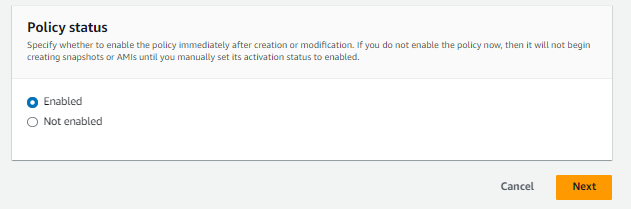 Policy status
Specify whether to enable the policy immediately after creation or modification. If you do not enable the policy now, then it will not begin
creating snapshots or AMIs until you manually set its activation status to enabled.
Enabled
Not enabled
Cancel
Next